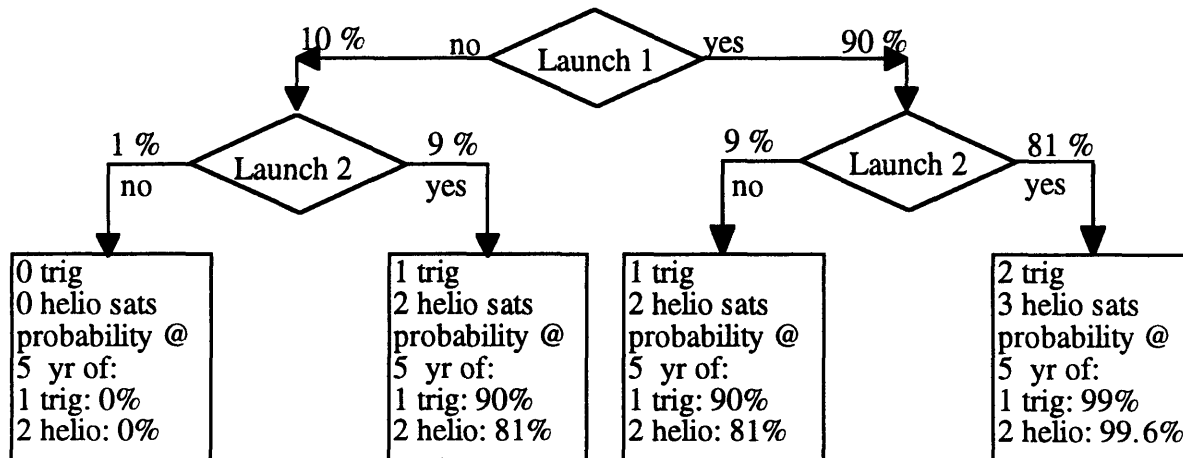 10 % no Launch 1 yes 90%
1 % Launch 2 9 % 9 % Launch 2 81 %
no yes no yes
0 trig
0 helio sats
probability @
5 yr of:
1 trig: 0%
2 helio: 0%
1 trig
2 helio sats
probability @
5 yr of:
1 trig: 90%
2 helio: 81%
1 trig
2 helio sats
probability @
5 yr of:
1 trig: 90%
2 helio: 81%
2 trig
3 helio sats
probability @
5 yr of:
1 trig: 99%
2 helio: 99.6%